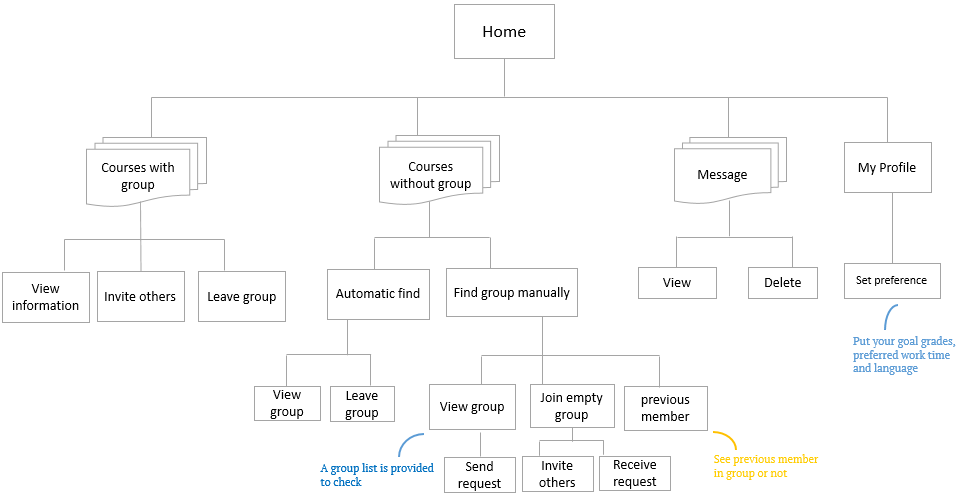 Home
Courses with
group
Courses
without group
Message
My Profile
View
information
Invite others
Leave group
Automatic find
Find group manually
View
Delete
Set preference
Put your goal grades,
preferred work time
and language
View
group
Leave
group
View group
Join empty
group
previous
member
A group list is provided
to check
See previous member
in group or not
Send
request
Invite
others
Receive
request